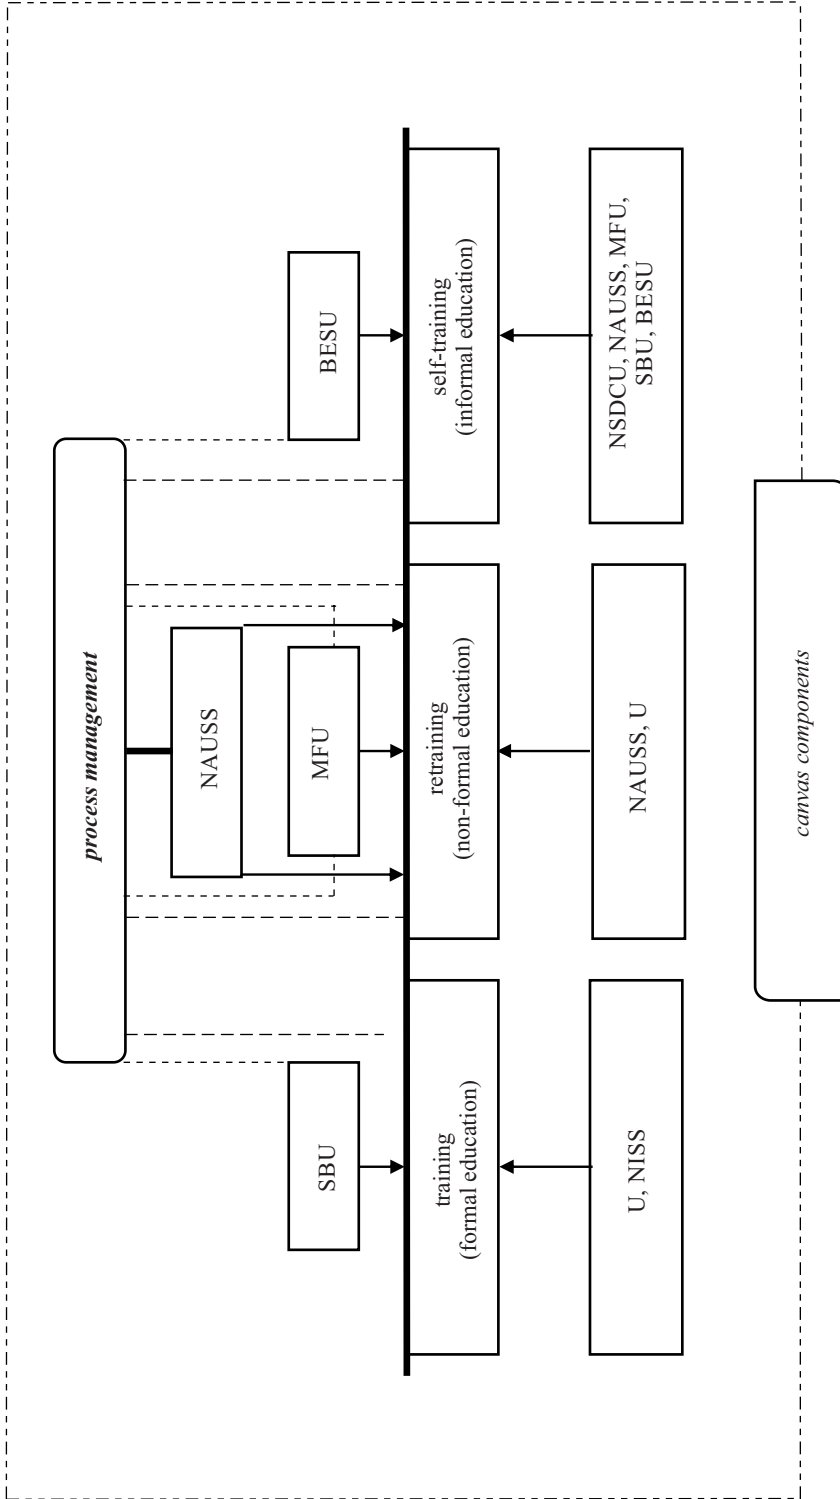 process management
NAUSS
SBU
MFU
BESU
training
(formal education)
retraining
(non-formal education)
self-training
(informal education)
U, NISS
NAUSS, U
NSDCU, NAUSS, MFU,
SBU, BESU
canvas components